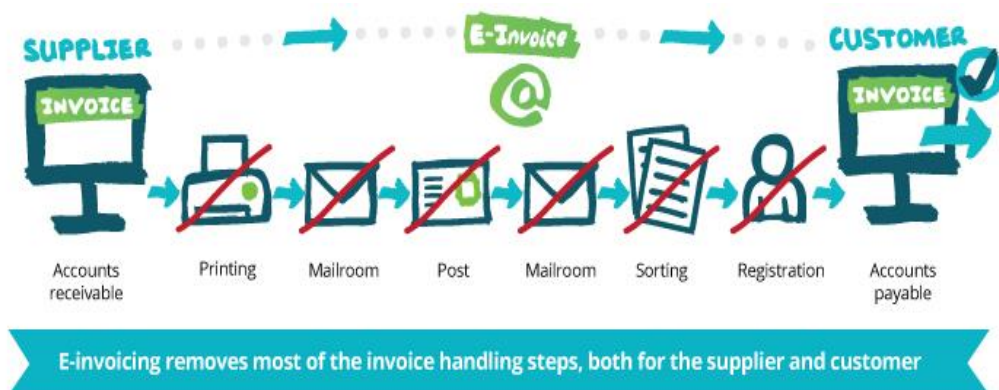 SUPPLIER
E-Invoice
CUSTOMER
INVOICE
@
INVOICE
Accounts
receivable
Printing
Mailroom
Post
Mailroom
Sorting
Registration
Accounts
payable
E-invoicing removes most of the invoice handling steps, both for the supplier and customer